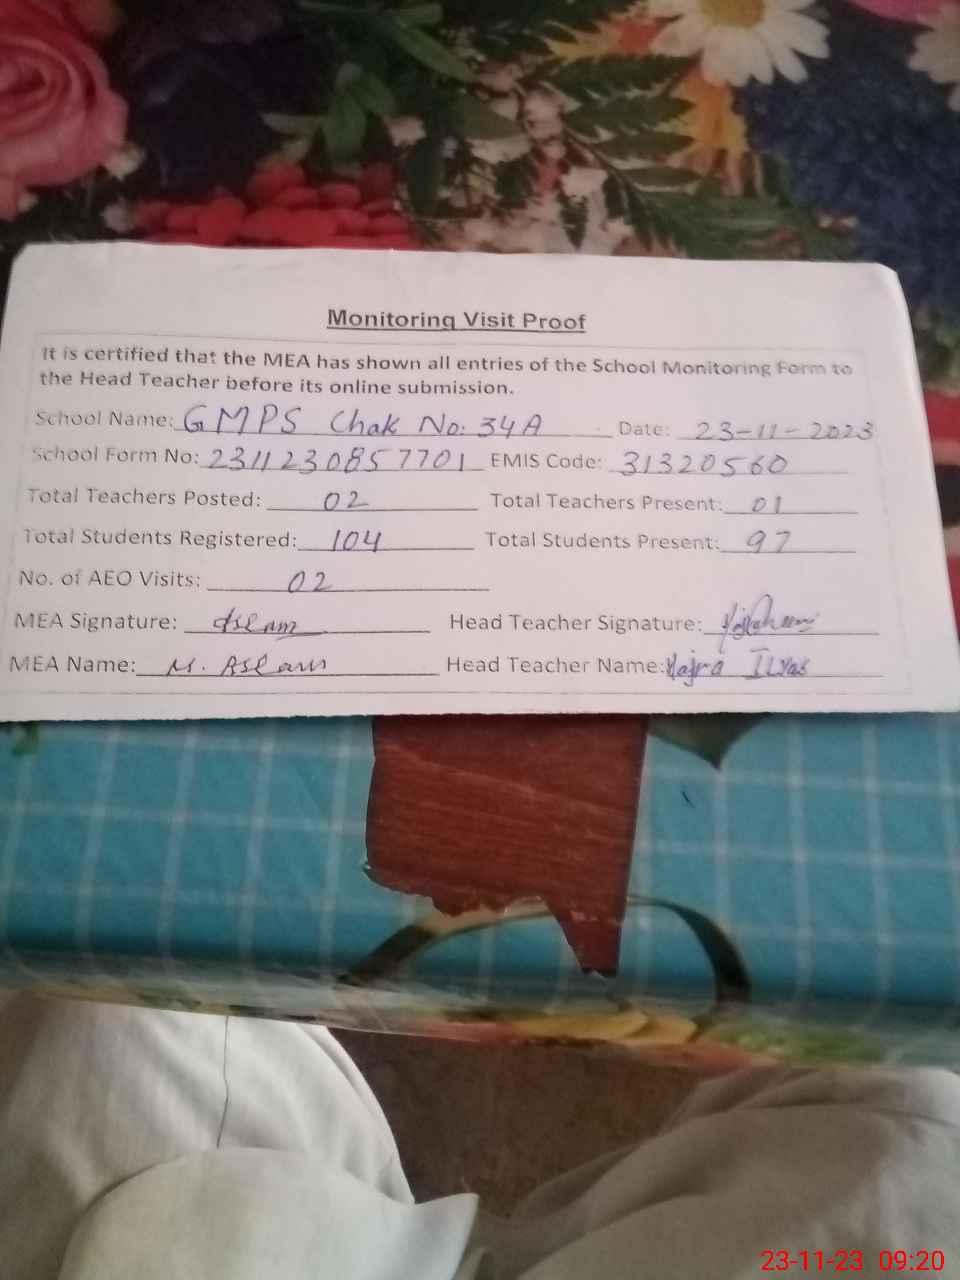 Monitoring Visit Proof
It is certified that the MEA has shown all entries of the School Monitoring Form to
the Head Teacher before its online submission.
School Name: GMPS Chak No: 34A Date: 23-11-2023
School Form No: 2311230857701 EMIS Code: 31320560
Total Teachers Posted: 02 Total Teachers Present: 01
Total Students Registered: 104 Total Students Present: 97
No. of AEO Visits: 02
MEA Signature: Aslam Head Teacher Signature:
MEA Name: M. Aslam Head Teacher Name: Hajra Ilyas
23-11-23 09:20